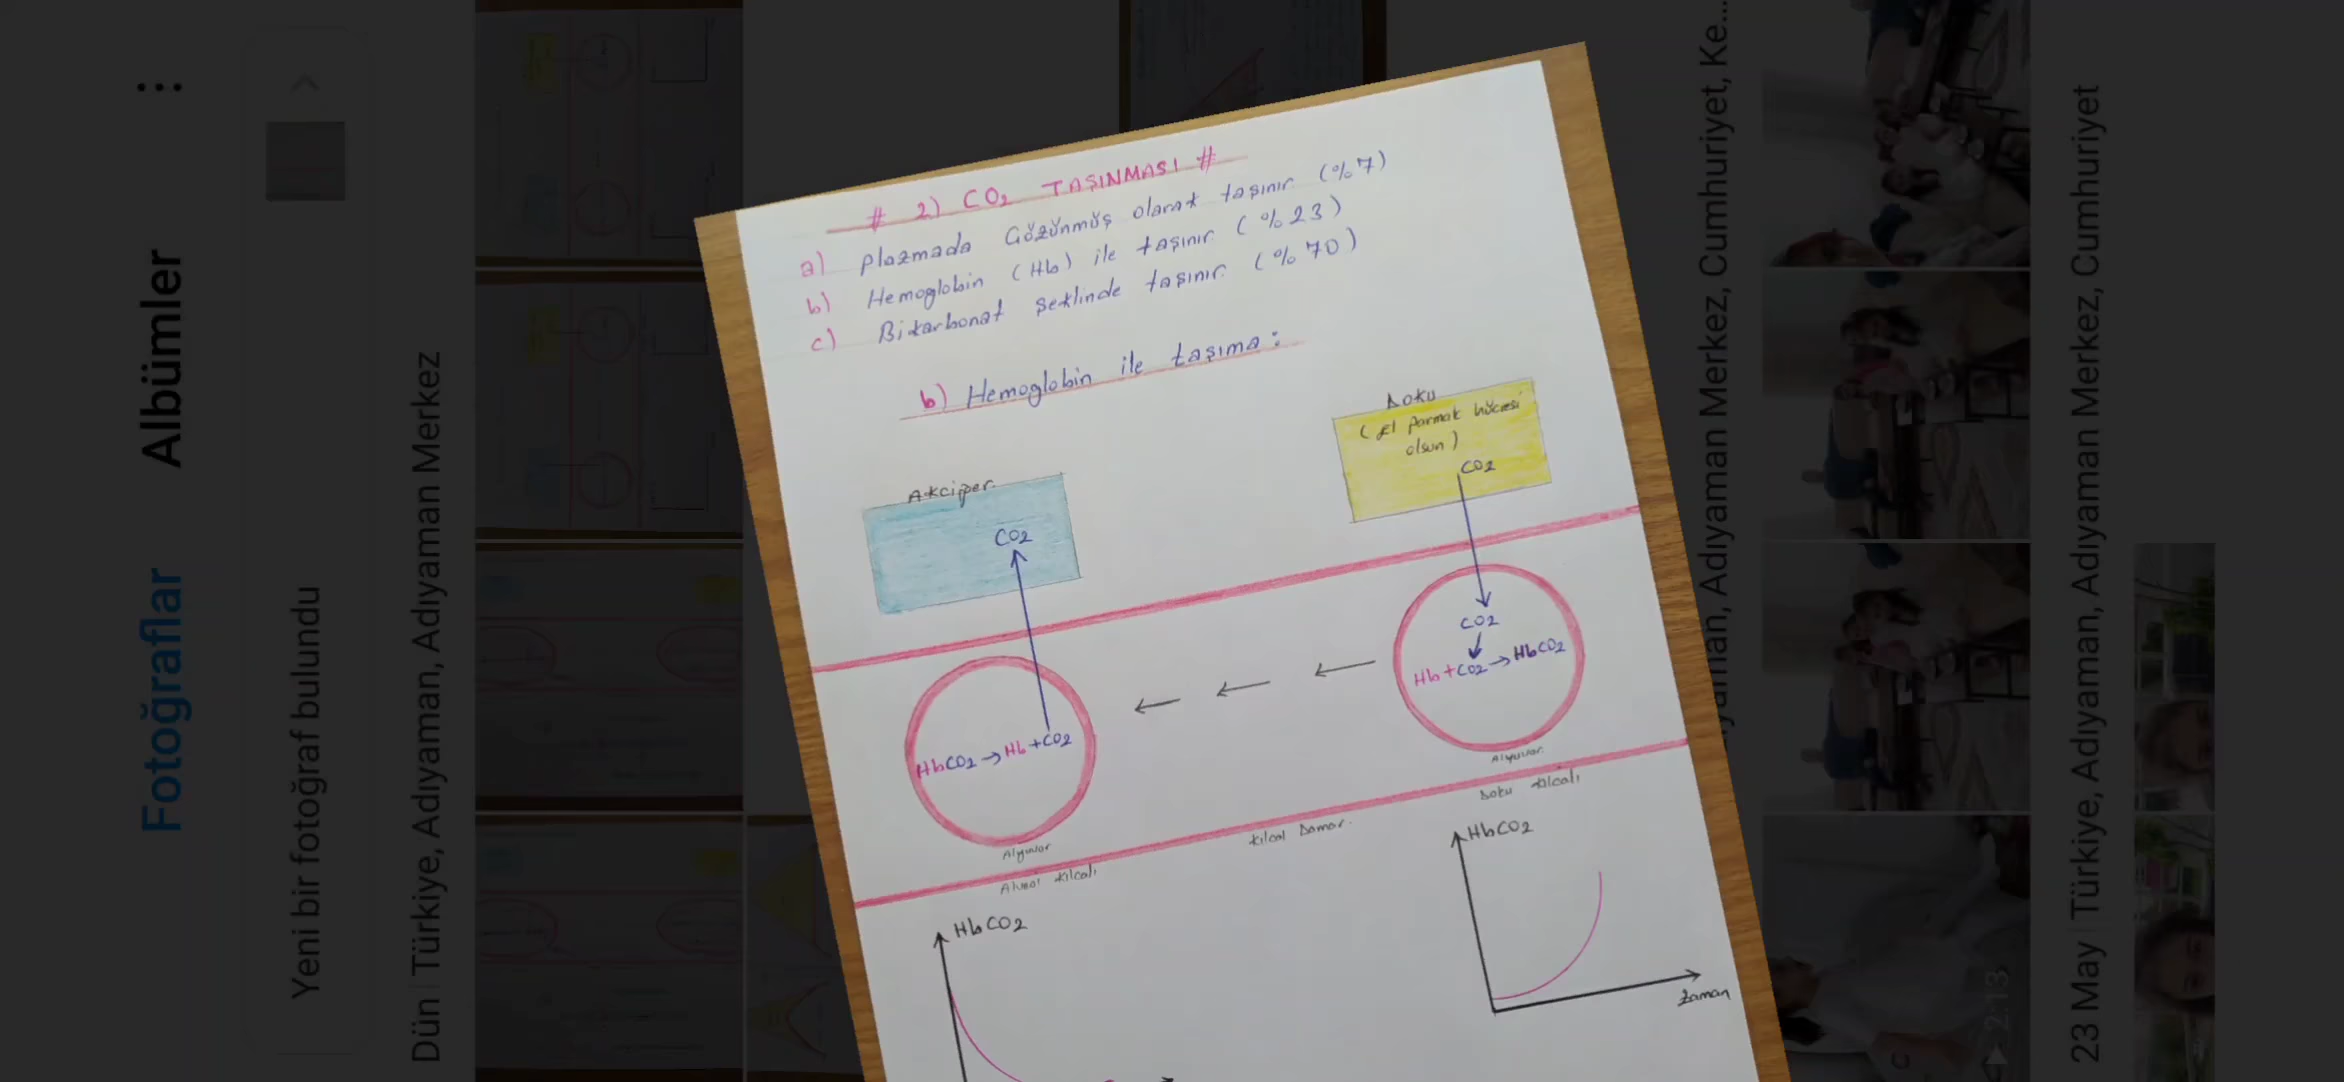 Fotoğraflar
Albümler
Yeni bir fotoğraf bulundu
Dün | Türkiye, Adıyaman, Adıyaman Merkez
# 2) CO2 TAŞINMASI #
a) plazmada Gözünmüş olarak taşınır. (%7)
b) Hemoglobin (Hb) ile taşınır. (%23)
c) Bikarbonat şeklinde taşınır. (%70)
b) Hemoglobin ile taşıma:
Doku
(El parmak hücresi
olsun)
CO2
Akciğer.
CO2
CO2
Hb+CO2→HbCO2
HbCO2→Hb+CO2
Alyuvar
Alyuvar
Doku kılcalı
Kılcal Damar.
kılcalı
HbCO2
HbCO2
Zaman
Adıyaman Merkez, Cumhuriyet, Ke...
2:13
23 May | Türkiye, Adıyaman, Adıyaman Merkez, Cumhuriyet